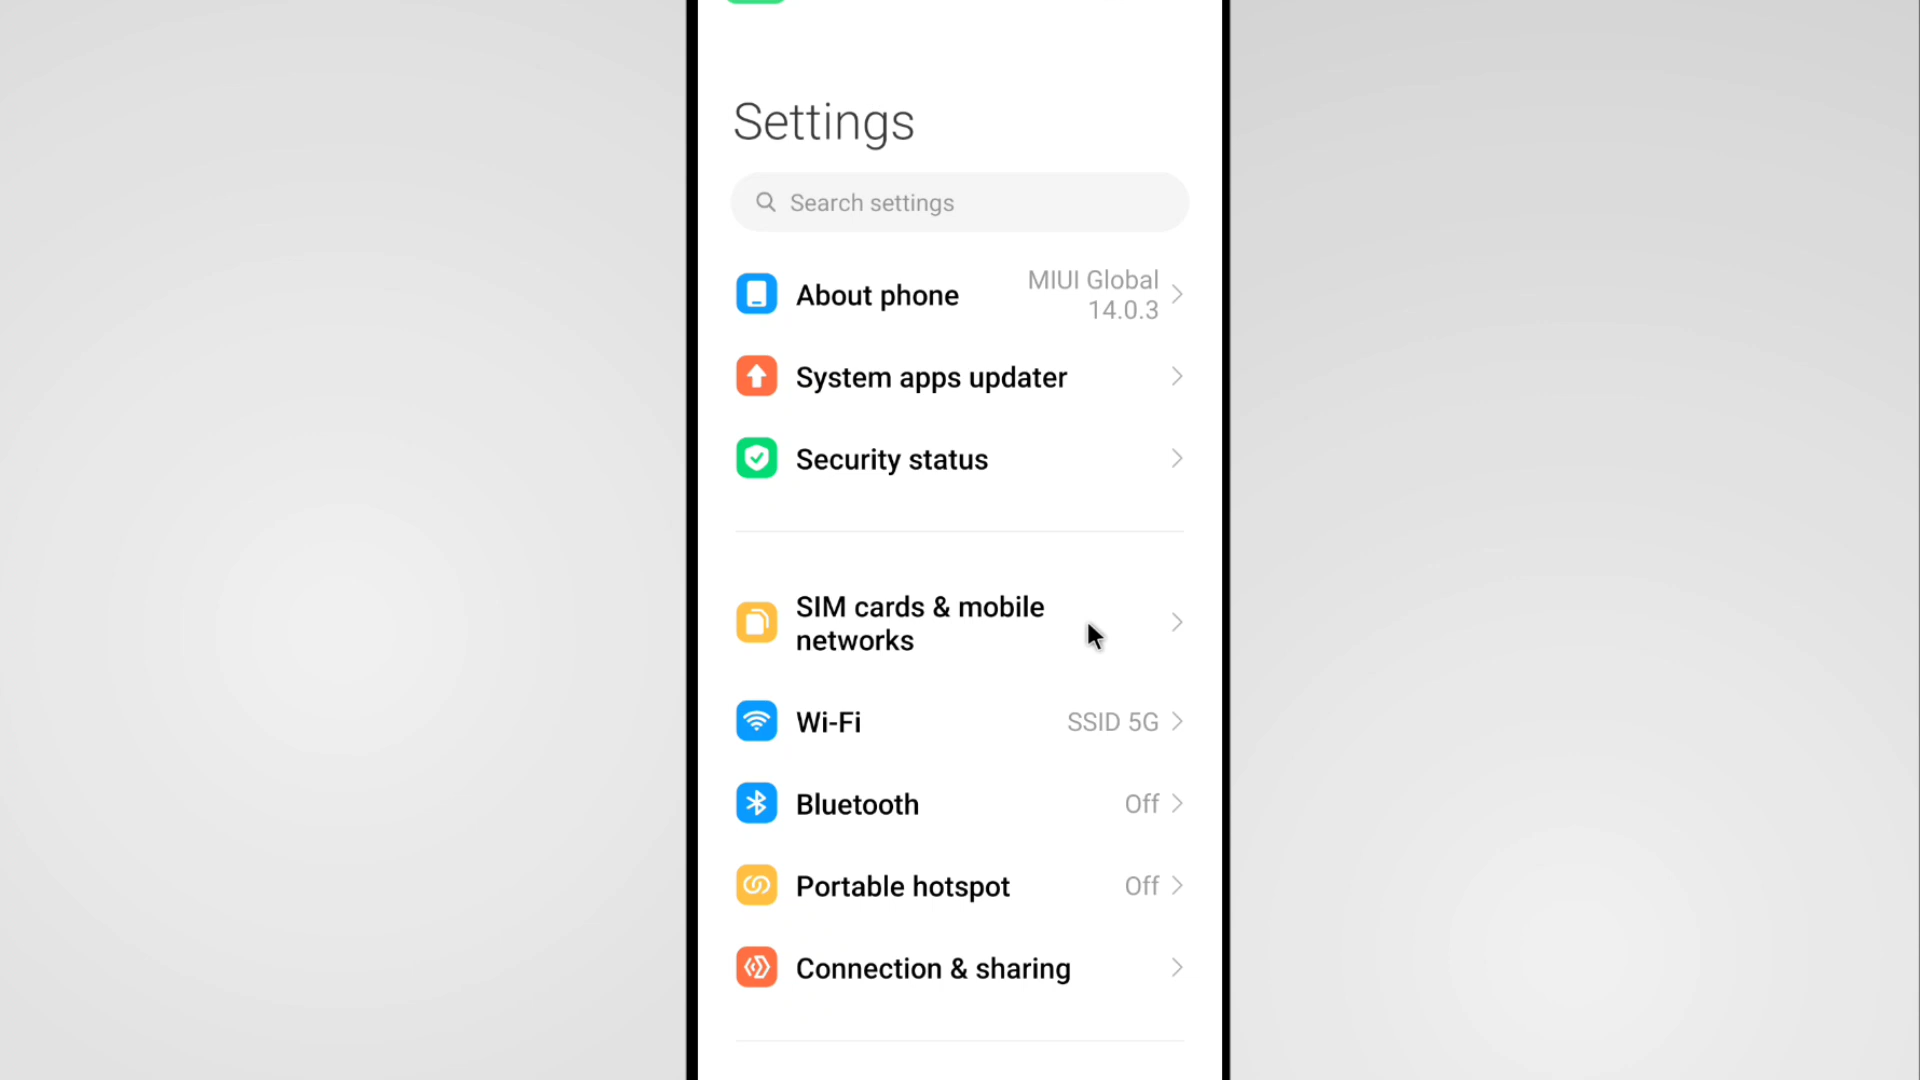 Settings
Search settings
About phone
MIUI Global
14.0.3
System apps updater
Security status
SIM cards & mobile
networks
Wi-Fi
SSID 5G
Bluetooth
Off
Portable hotspot
Off
Connection & sharing